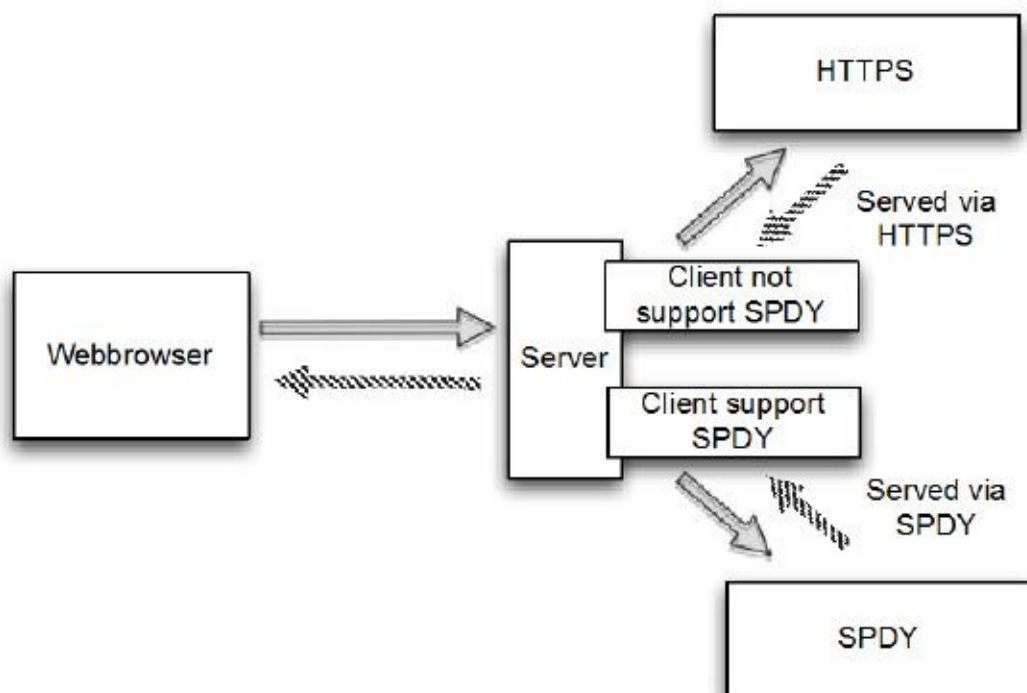 HTTPS
Served via
HTTPS
Client not
support SPDY
Webbrowser
Server
Client support
SPDY
Served via
SPDY
SPDY